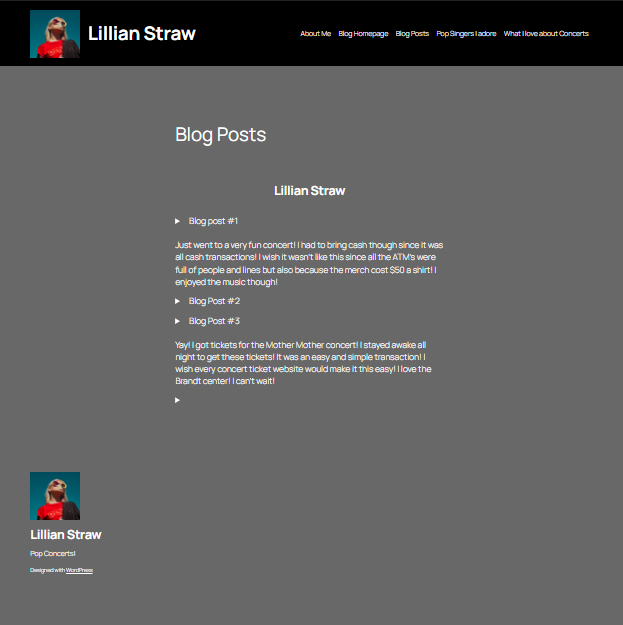 Lillian Straw
About Me Blog Homepage Blog Posts Pop Singers I adore What I love about Concerts
Blog Posts
Lillian Straw
Blog post #1
Just went to a very fun concert! I had to bring cash though since it was
all cash transactions! I wish it wasn't like this since all the ATM's were
full of people and lines but also because the merch cost $50 a shirt! I
enjoyed the music though!
Blog Post #2
Blog Post #3
Yay! I got tickets for the Mother Mother concert! I stayed awake all
night to get these tickets! It was an easy and simple transaction! I
wish every concert ticket website would make it this easy! I love the
Brandt center! I can't wait!
Lillian Straw
Pop Concerts!
Designed with WordPress